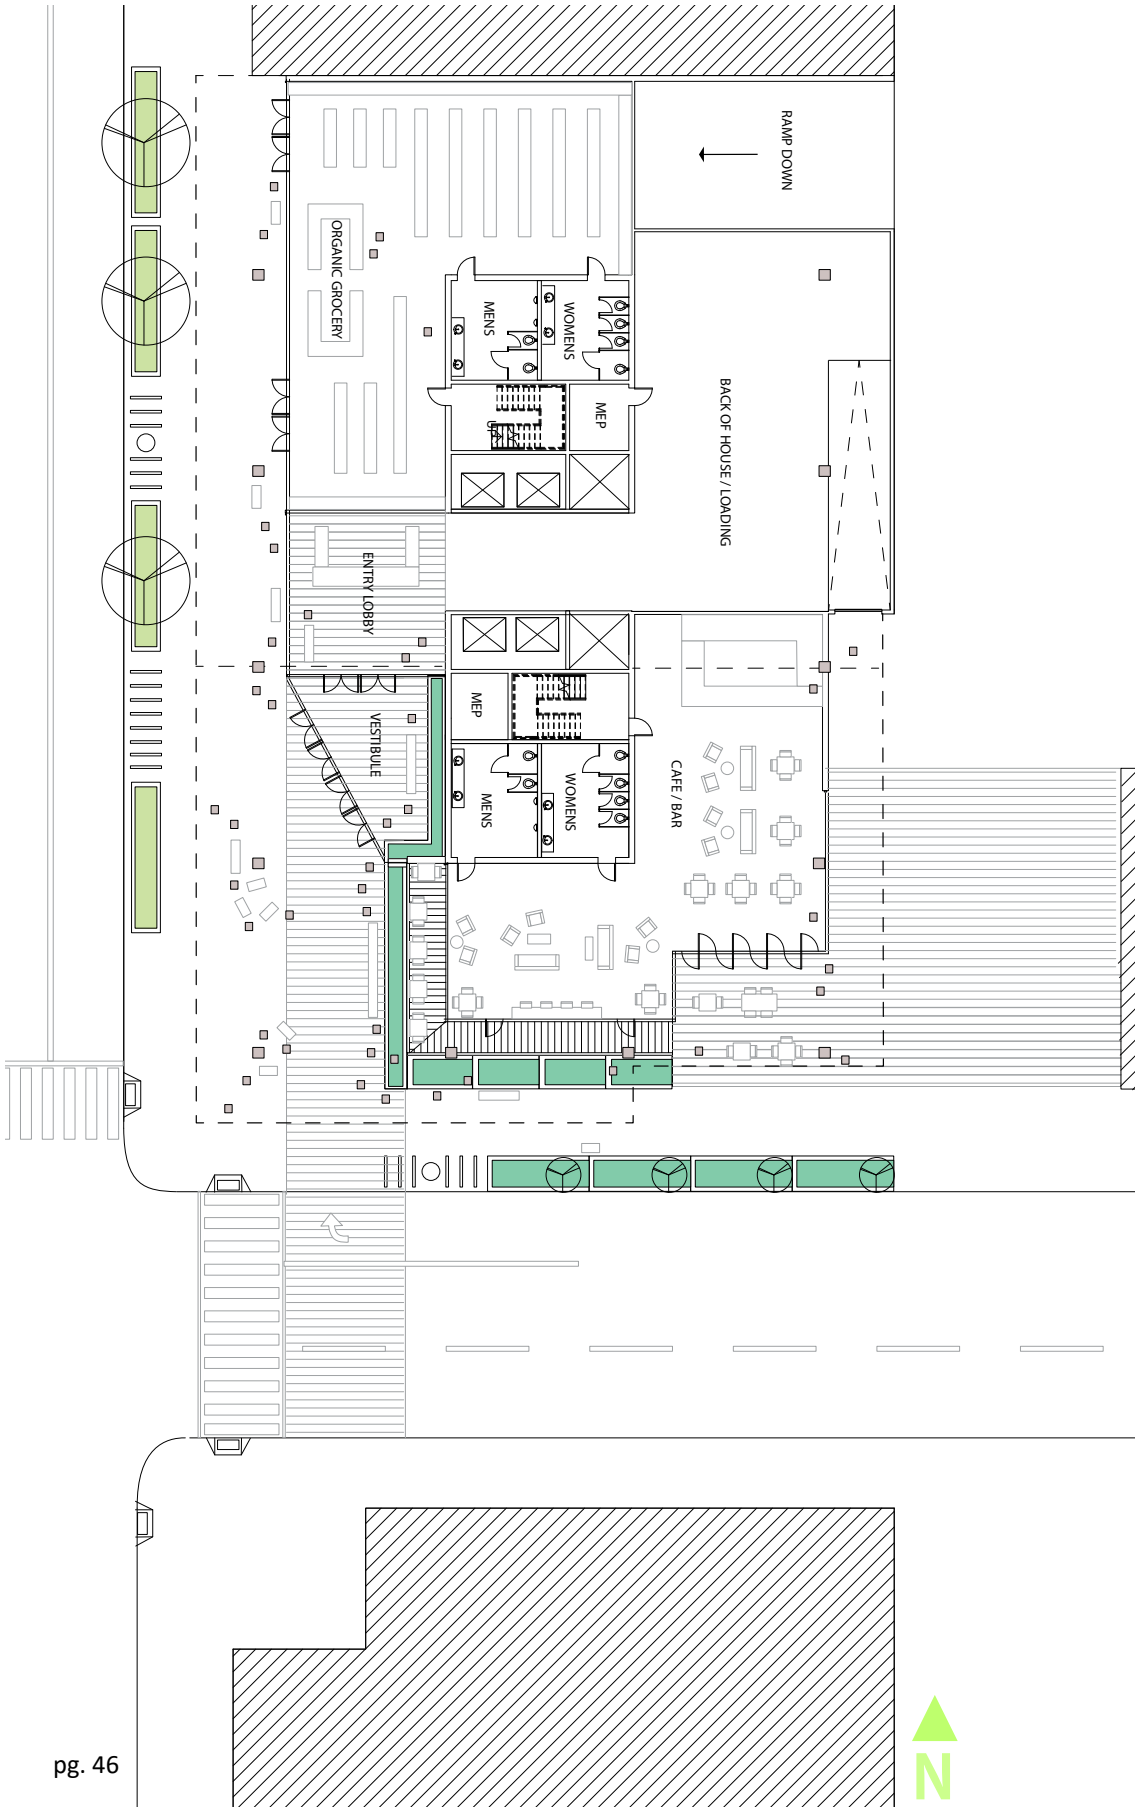 RAMP DOWN
ORGANIC GROCERY
MENS
WOMENS
BACK OF HOUSE / LOADING
MEP
UP
ENTRY LOBBY
MEP
VESTIBULE
CAFE / BAR
MENS
WOMENS
N
pg. 46